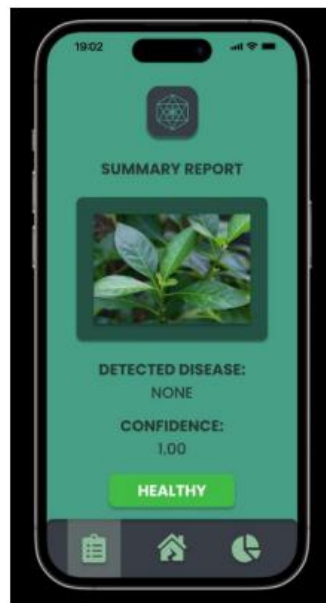 19:02
SUMMARY REPORT
DETECTED DISEASE:
NONE
CONFIDENCE:
1.00
HEALTHY